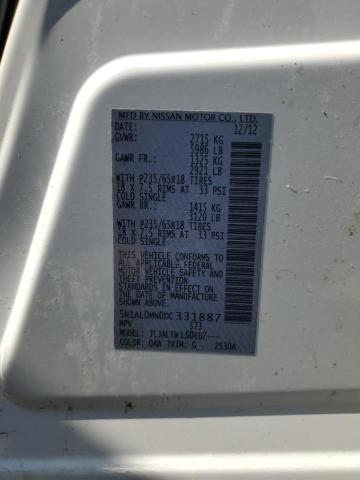 MFD BY NISSAN MOTOR CO., LTD.
DATE: 12/12
GVWR: 2715 KG
5986 LB
GAWR FR: 1325 KG
2921 LB
WITH P235/65R18 TIRES
18 X 7.5 RIMS AT 33 PSI
COLD SINGLE
GAWR RR: 1415 KG
3120 LB
WITH P235/65R18 TIRES
18 X 7.5 RIMS AT 33 PSI
COLD SINGLE
THIS VEHICLE CONFORMS TO
ALL APPLICABLE FEDERAL
MOTOR VEHICLE SAFETY AND
THEFT PREVENTION
STANDARDS IN EFFECT ON
THE DATE OF MANUFACTURE
SHOWN ABOVE.
5N1AL0MN0DC331887
MPV 573
MODEL:
COLOR: QAA TRIM: G 2530A